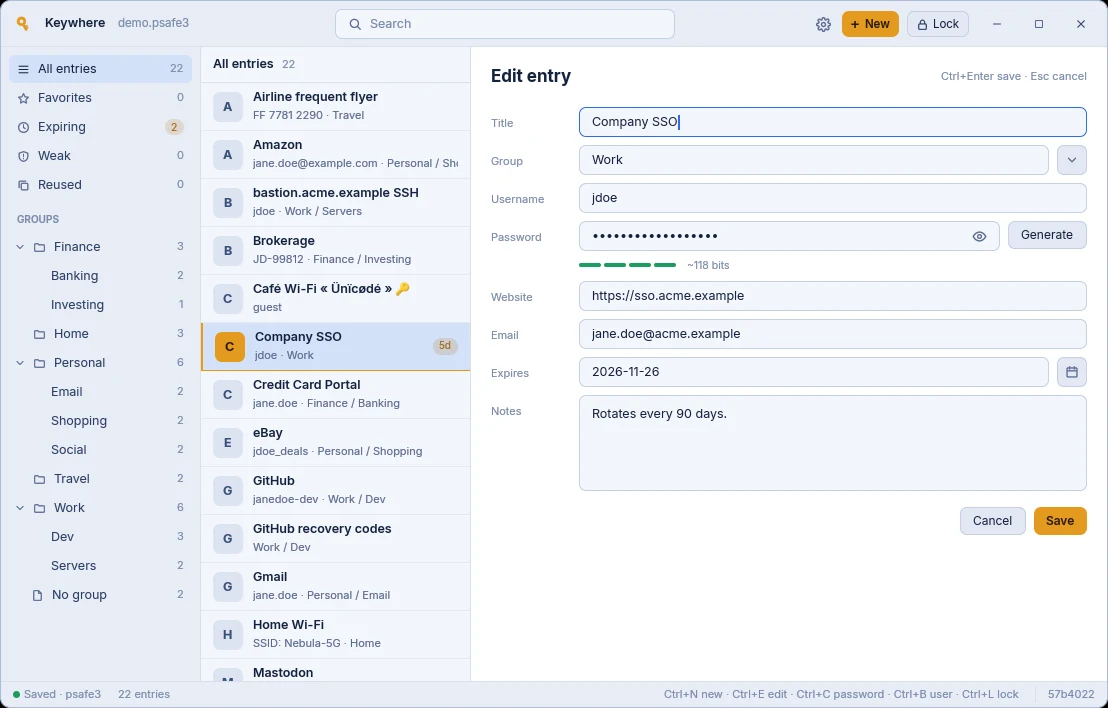 Keywhere demo.psafe3
Search
+ New
Lock
All entries 22
Favorites 0
Expiring 2
Weak 0
Reused 0
GROUPS
Finance 3
Banking 2
Investing 1
Home 3
Personal 6
Email 2
Shopping 2
Social 2
Travel 2
Work 6
Dev 3
Servers 2
No group 2
All entries 22
A
Airline frequent flyer
FF 7781 2290 · Travel
A
Amazon
jane.doe@example.com · Personal / Sho
B
bastion.acme.example SSH
jdoe · Work / Servers
B
Brokerage
JD-99812 · Finance / Investing
C
Café Wi-Fi « Ünïcødé » 🔑
guest
C
Company SSO
jdoe · Work
5d
C
Credit Card Portal
jane.doe · Finance / Banking
E
eBay
jdoe_deals · Personal / Shopping
G
GitHub
janedoe-dev · Work / Dev
G
GitHub recovery codes
Work / Dev
G
Gmail
jane.doe · Personal / Email
H
Home Wi-Fi
SSID: Nebula-5G · Home
M
Mastodon
Edit entry
Ctrl+Enter save · Esc cancel
Title Company SSO
Group Work
Username jdoe
Password ••••••••••••••••••
Generate
~118 bits
Website https://sso.acme.example
Email jane.doe@acme.example
Expires 2026-11-26
Notes Rotates every 90 days.
Cancel
Save
Saved · psafe3 22 entries
Ctrl+N new · Ctrl+E edit · Ctrl+C password · Ctrl+B user · Ctrl+L lock
57b4022